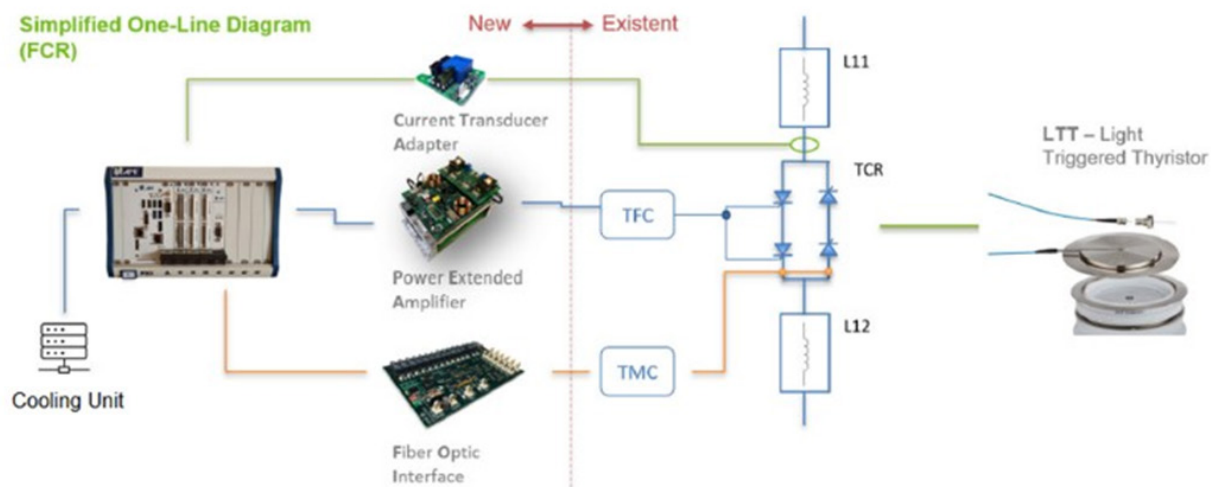 Simplified One-Line Diagram
(FCR)
New
Existent
L11
Current Transducer
Adapter
TCR
LTT – Light
Triggered Thyristor
TFC
Power Extended
Amplifier
L12
TMC
Cooling Unit
Fiber Optic
Interface